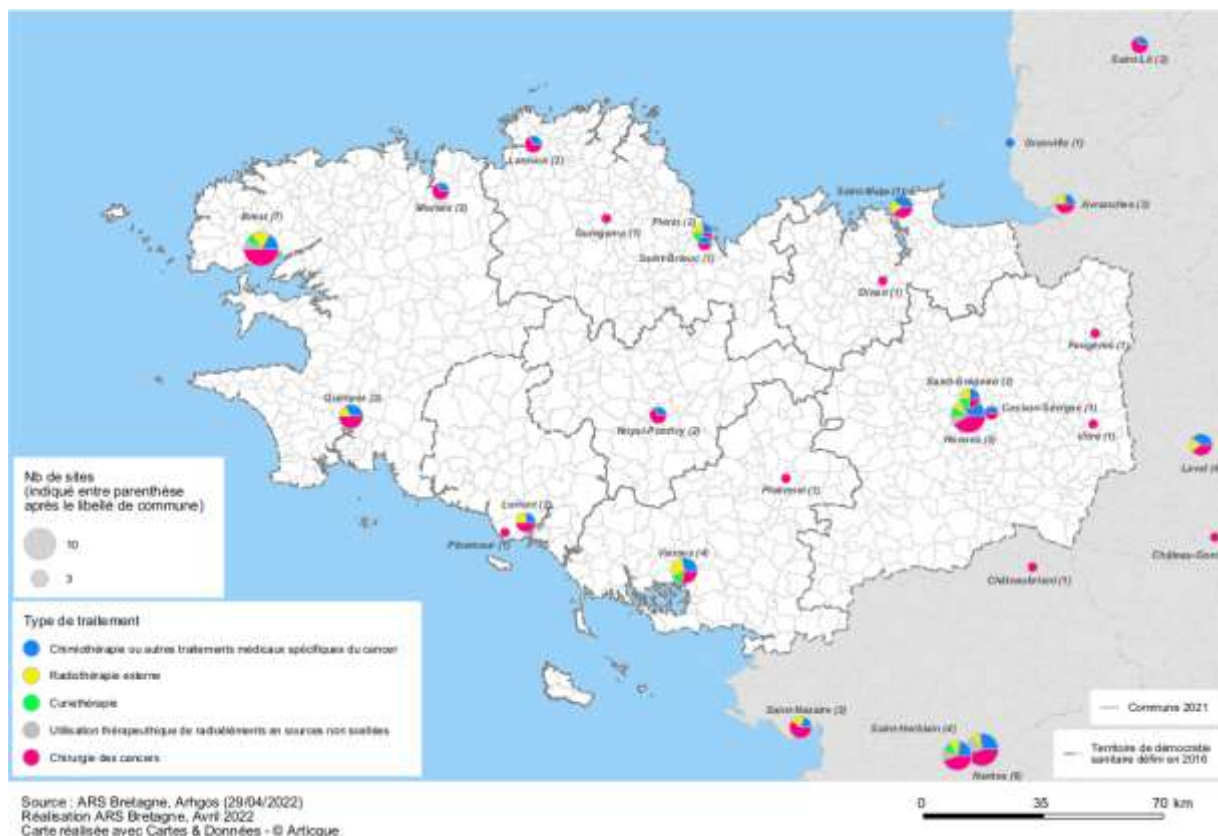 Saint-Lô (3)
Granville (1)
Avranches (3)
Lannion (2)
Morlaix (3)
Brest (7)
Guingamp (1)
Plérin (3)
Saint-Brieuc (1)
Saint-Malo
Dinan (1)
Fougères (1)
Saint-Grégoire (3)
Cesson-Sévigné (1)
Rennes
Vitré (1)
Quimper (3)
Noyal-Pontivy (2)
Ploërmel (1)
Laval
Lorient
Ploemeur (1)
Vannes (4)
Châteaubriant (1)
Château-Gont
Saint-Nazaire (3)
Saint-Herblain (4)
Nantes
Nb de sites
(indiqué entre parenthèse
après le libellé de commune)
10
3
Type de traitement
Chimiothérapie ou autres traitements médicaux spécifiques du cancer
Radiothérapie externe
Curiethérapie
Utilisation thérapeuthique de radioéléments en sources non scellées
Chirurgie des cancers
Commune 2021
Territoire de démocratie
sanitaire défini en 2016
Source : ARS Bretagne, Arhgos (29/04/2022)
Réalisation ARS Bretagne, Avril 2022
Carte réalisée avec Cartes & Données - © Articque
0 35 70 km